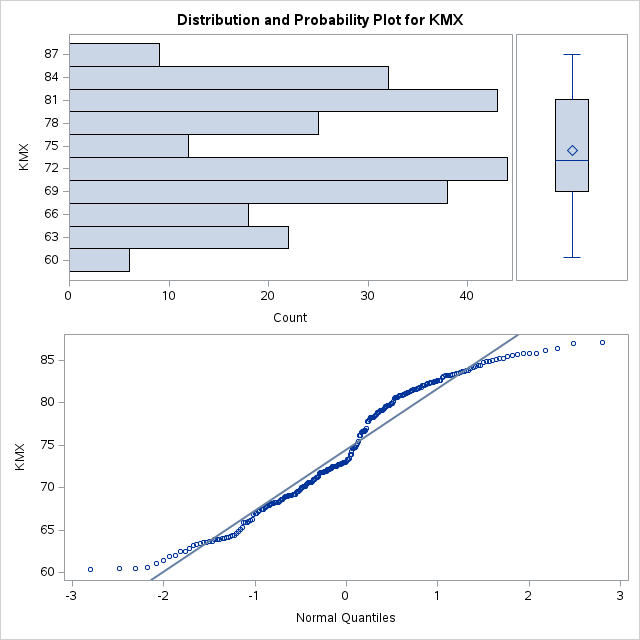 Distribution and Probability Plot for KMX
KMX
87
84
81
78
75
72
69
66
63
60
0 10 20 30 40
Count
KMX
85
80
75
70
65
60
-3 -2 -1 0 1 2 3
Normal Quantiles